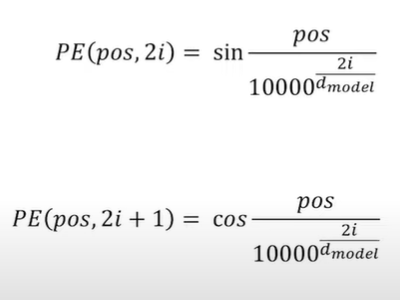 PE(pos, 2i) = sin pos / 10000^(2i / d_model)
PE(pos, 2i + 1) = cos pos / 10000^(2i / d_model)